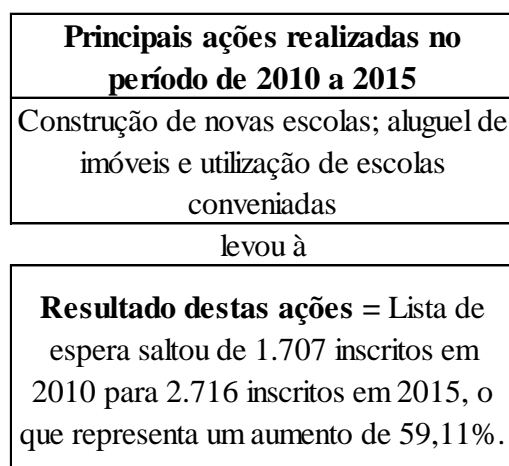 Principais ações realizadas no
período de 2010 a 2015
Construção de novas escolas; aluguel de
imóveis e utilização de escolas
conveniadas
levou à
Resultado destas ações = Lista de
espera saltou de 1.707 inscritos em
2010 para 2.716 inscritos em 2015, o
que representa um aumento de 59,11%.